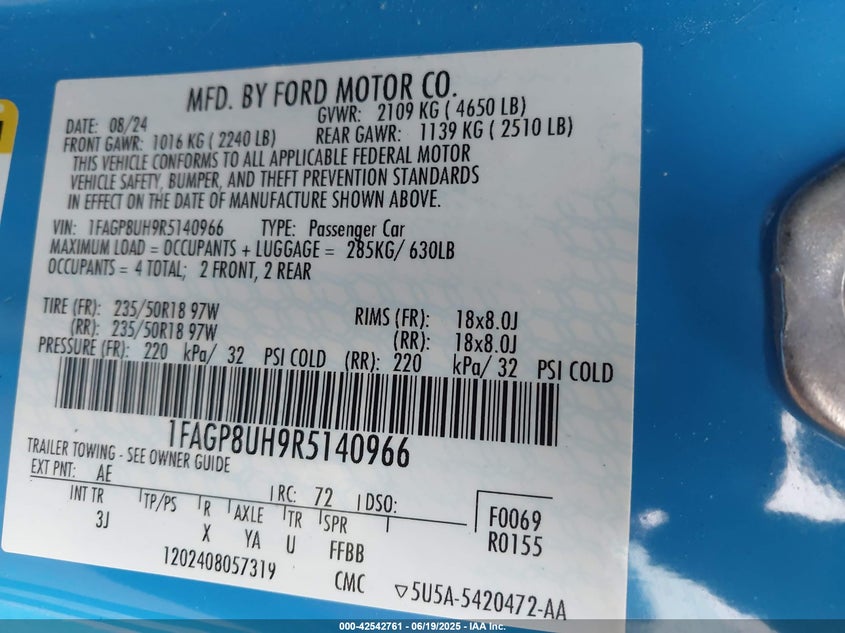 MFD. BY FORD MOTOR CO.
DATE: 08/24 GVWR: 2109 KG ( 4650 LB)
FRONT GAWR: 1016 KG ( 2240 LB) REAR GAWR: 1139 KG ( 2510 LB)
THIS VEHICLE CONFORMS TO ALL APPLICABLE FEDERAL MOTOR
VEHICLE SAFETY, BUMPER, AND THEFT PREVENTION STANDARDS
IN EFFECT ON THE DATE OF MANUFACTURE SHOWN ABOVE.
VIN: 1FAGP8UH9R5140966 TYPE: Passenger Car
MAXIMUM LOAD = OCCUPANTS + LUGGAGE = 285KG/ 630LB
OCCUPANTS = 4 TOTAL; 2 FRONT, 2 REAR
TIRE (FR): 235/50R18 97W RIMS (FR): 18x8.0J
(RR): 235/50R18 97W (RR): 18x8.0J
PRESSURE (FR): 220 kPa/ 32 PSI COLD (RR): 220 kPa/ 32 PSI COLD
1FAGP8UH9R5140966
TRAILER TOWING - SEE OWNER GUIDE
EXT PNT: AE RC: 72 DSO:
INT TR TP/PS R AXLE TR SPR F0069
3J X YA U FFBB R0155
1202408057319 CMC ▽5U5A-5420472-AA
000-42542761 - 06/19/2025 - IAA Inc.